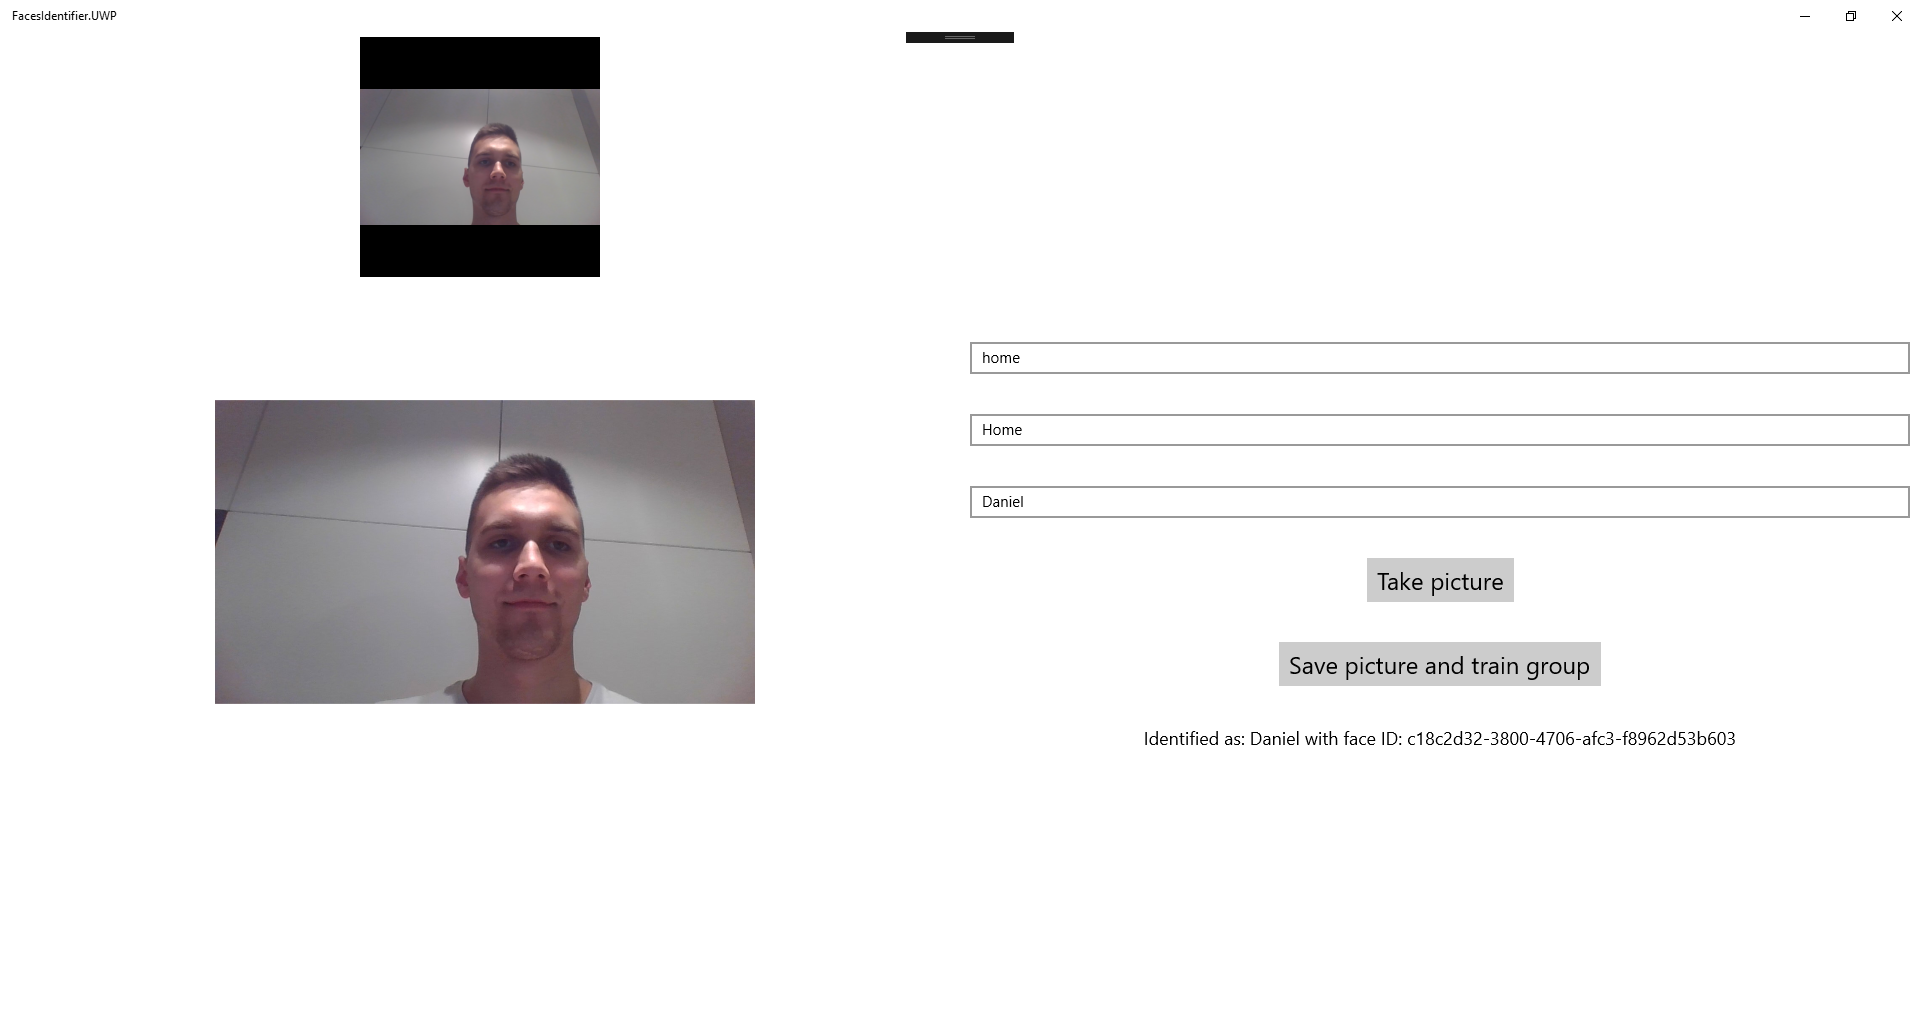 FacesIdentifier.UWP
home
Home
Daniel
Take picture
Save picture and train group
Identified as: Daniel with face ID: c18c2d32-3800-4706-afc3-f8962d53b603